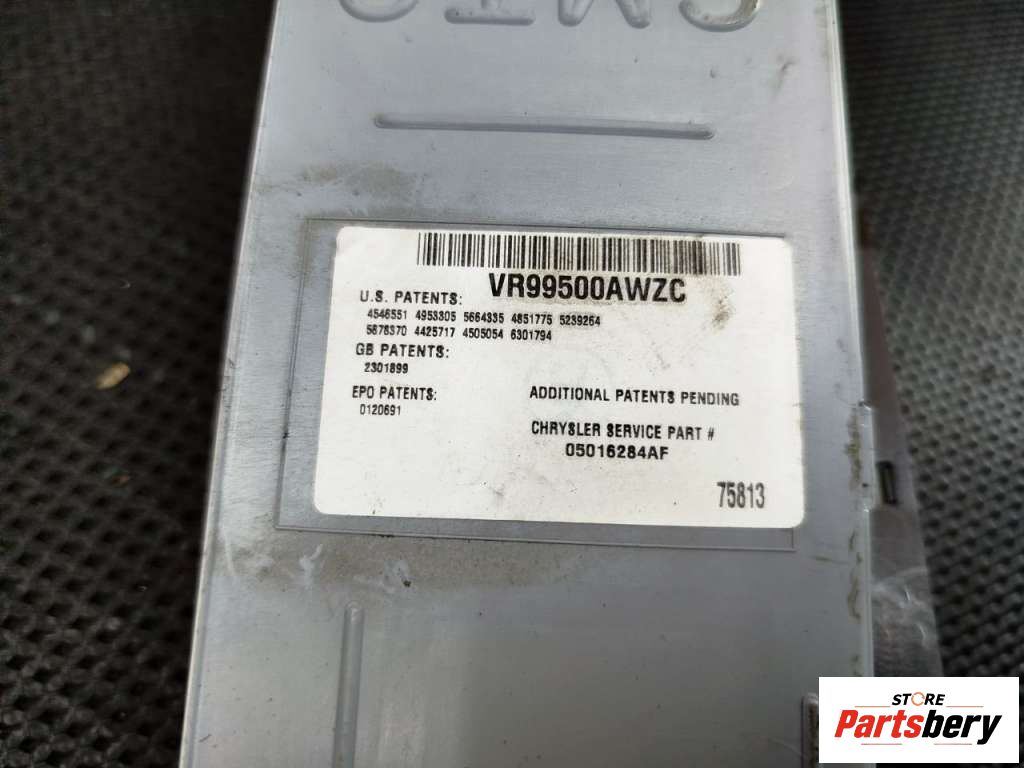 VR99500AWZC
U.S. PATENTS:
4546551 4953305 5664335 4851775 5239264
5678370 4425717 4505054 6301794
GB PATENTS:
2301899
EPO PATENTS:
0120691
ADDITIONAL PATENTS PENDING
CHRYSLER SERVICE PART #
05016284AF
75813
STORE
Partsbery